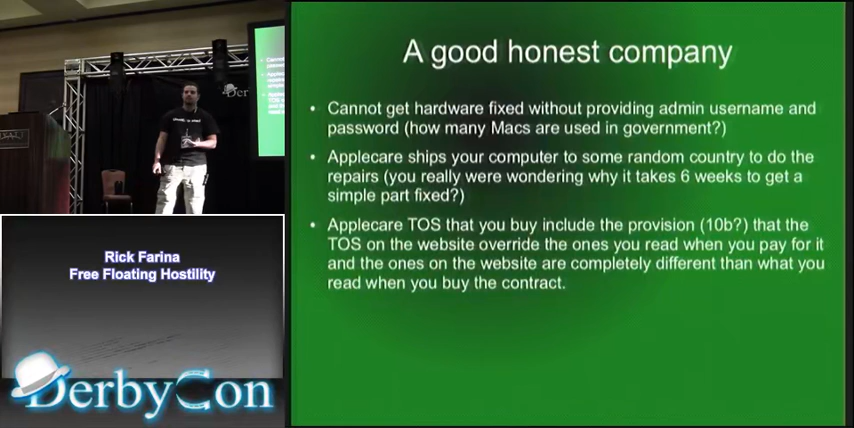 A good honest company
• Cannot get hardware fixed without providing admin username and
password (how many Macs are used in government?)
• Applecare ships your computer to some random country to do the
repairs (you really were wondering why it takes 6 weeks to get a
simple part fixed?)
• Applecare TOS that you buy include the provision (10b?) that the
TOS on the website override the ones you read when you pay for it
and the ones on the website are completely different than what you
read when you buy the contract.
Rick Farina
Free Floating Hostility
DerbyCon